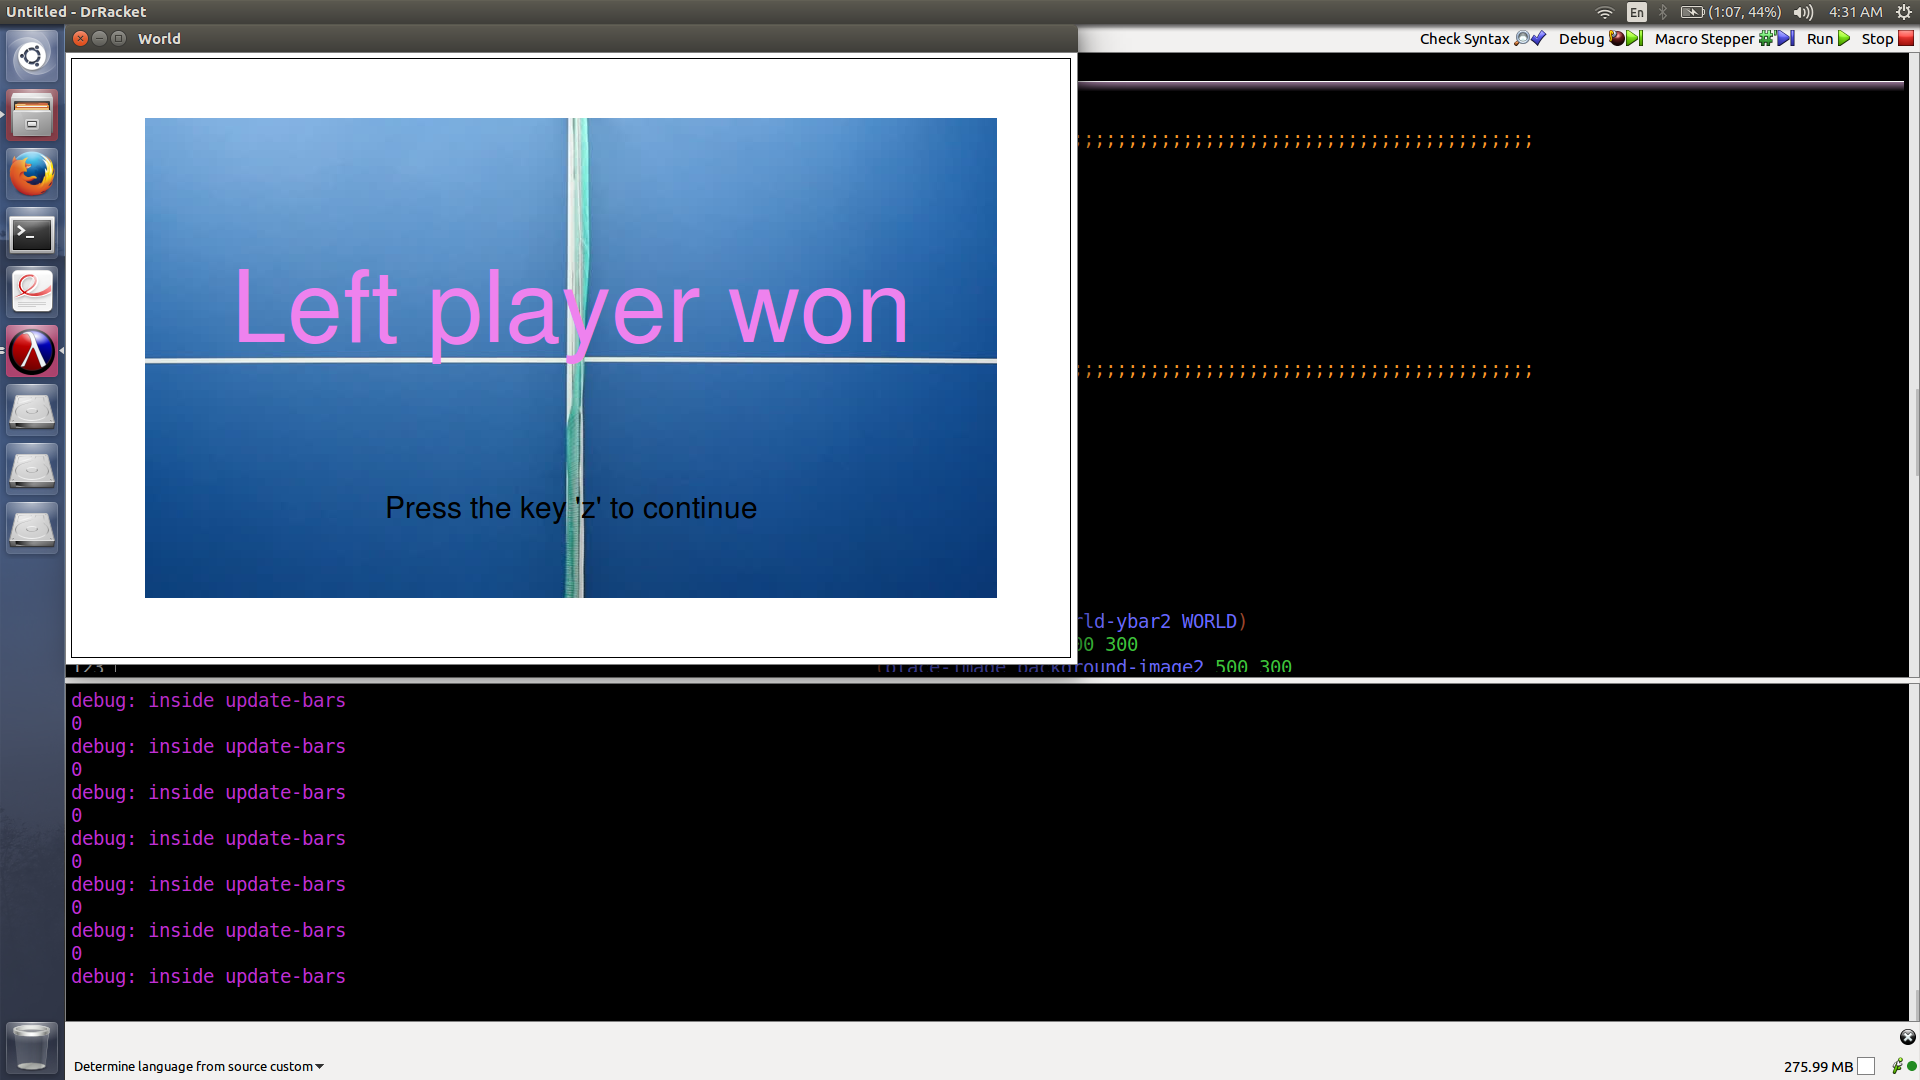 Untitled - DrRacket
En
(1:07, 44%)
4:31 AM
World
Check Syntax
Debug
Macro Stepper
Run
Stop
;;;;;;;;;;;;;;;;;;;;;;;;;;;;;;;;;;;;;;;;;
Left player won
;;;;;;;;;;;;;;;;;;;;;;;;;;;;;;;;;;;;;;;;;
Press the key 'z' to continue
rld-ybar2 WORLD)
00 300
(place-image background-image2 500 300
debug: inside update-bars
0
debug: inside update-bars
0
debug: inside update-bars
0
debug: inside update-bars
0
debug: inside update-bars
0
debug: inside update-bars
0
debug: inside update-bars
Determine language from source custom
275.99 MB